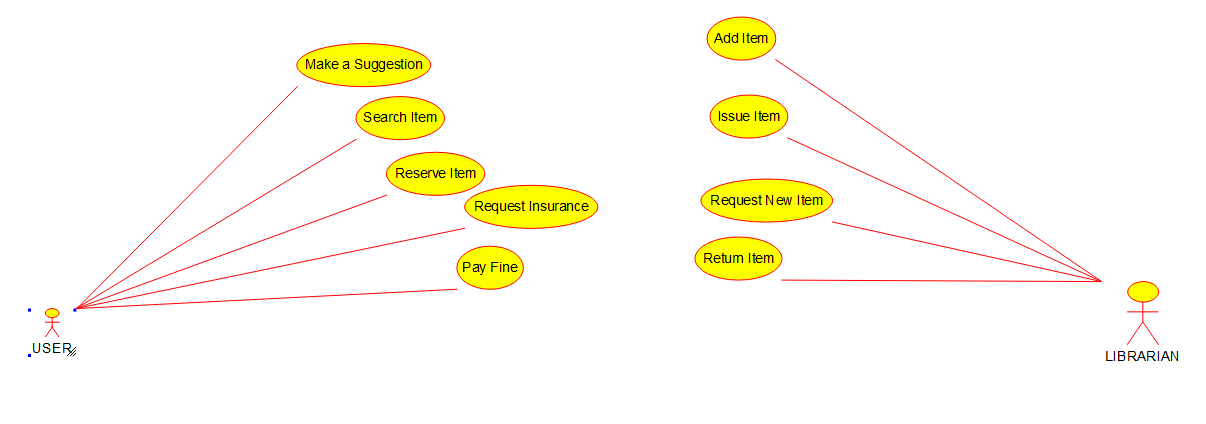 Make a Suggestion
Search Item
Reserve Item
Request Insurance
Pay Fine
USER
Add Item
Issue Item
Request New Item
Return Item
LIBRARIAN